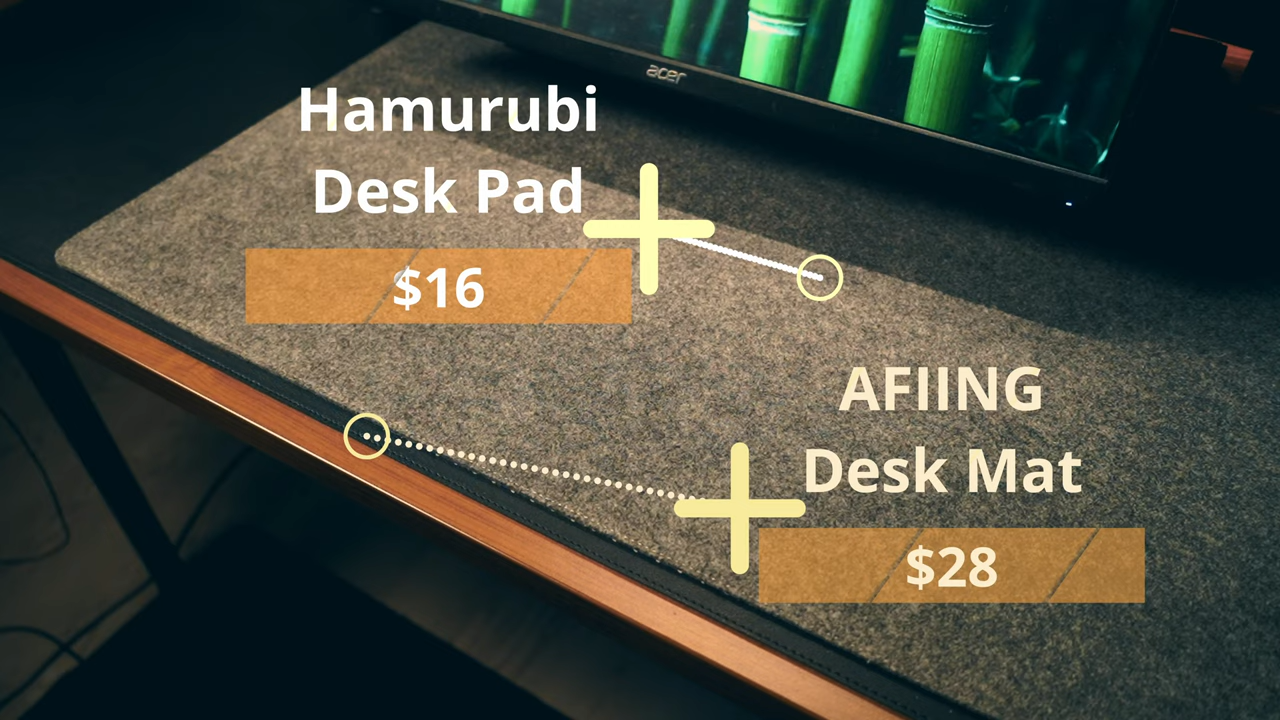 acer
Hamurubi
Desk Pad
$16
AFIING
Desk Mat
$28